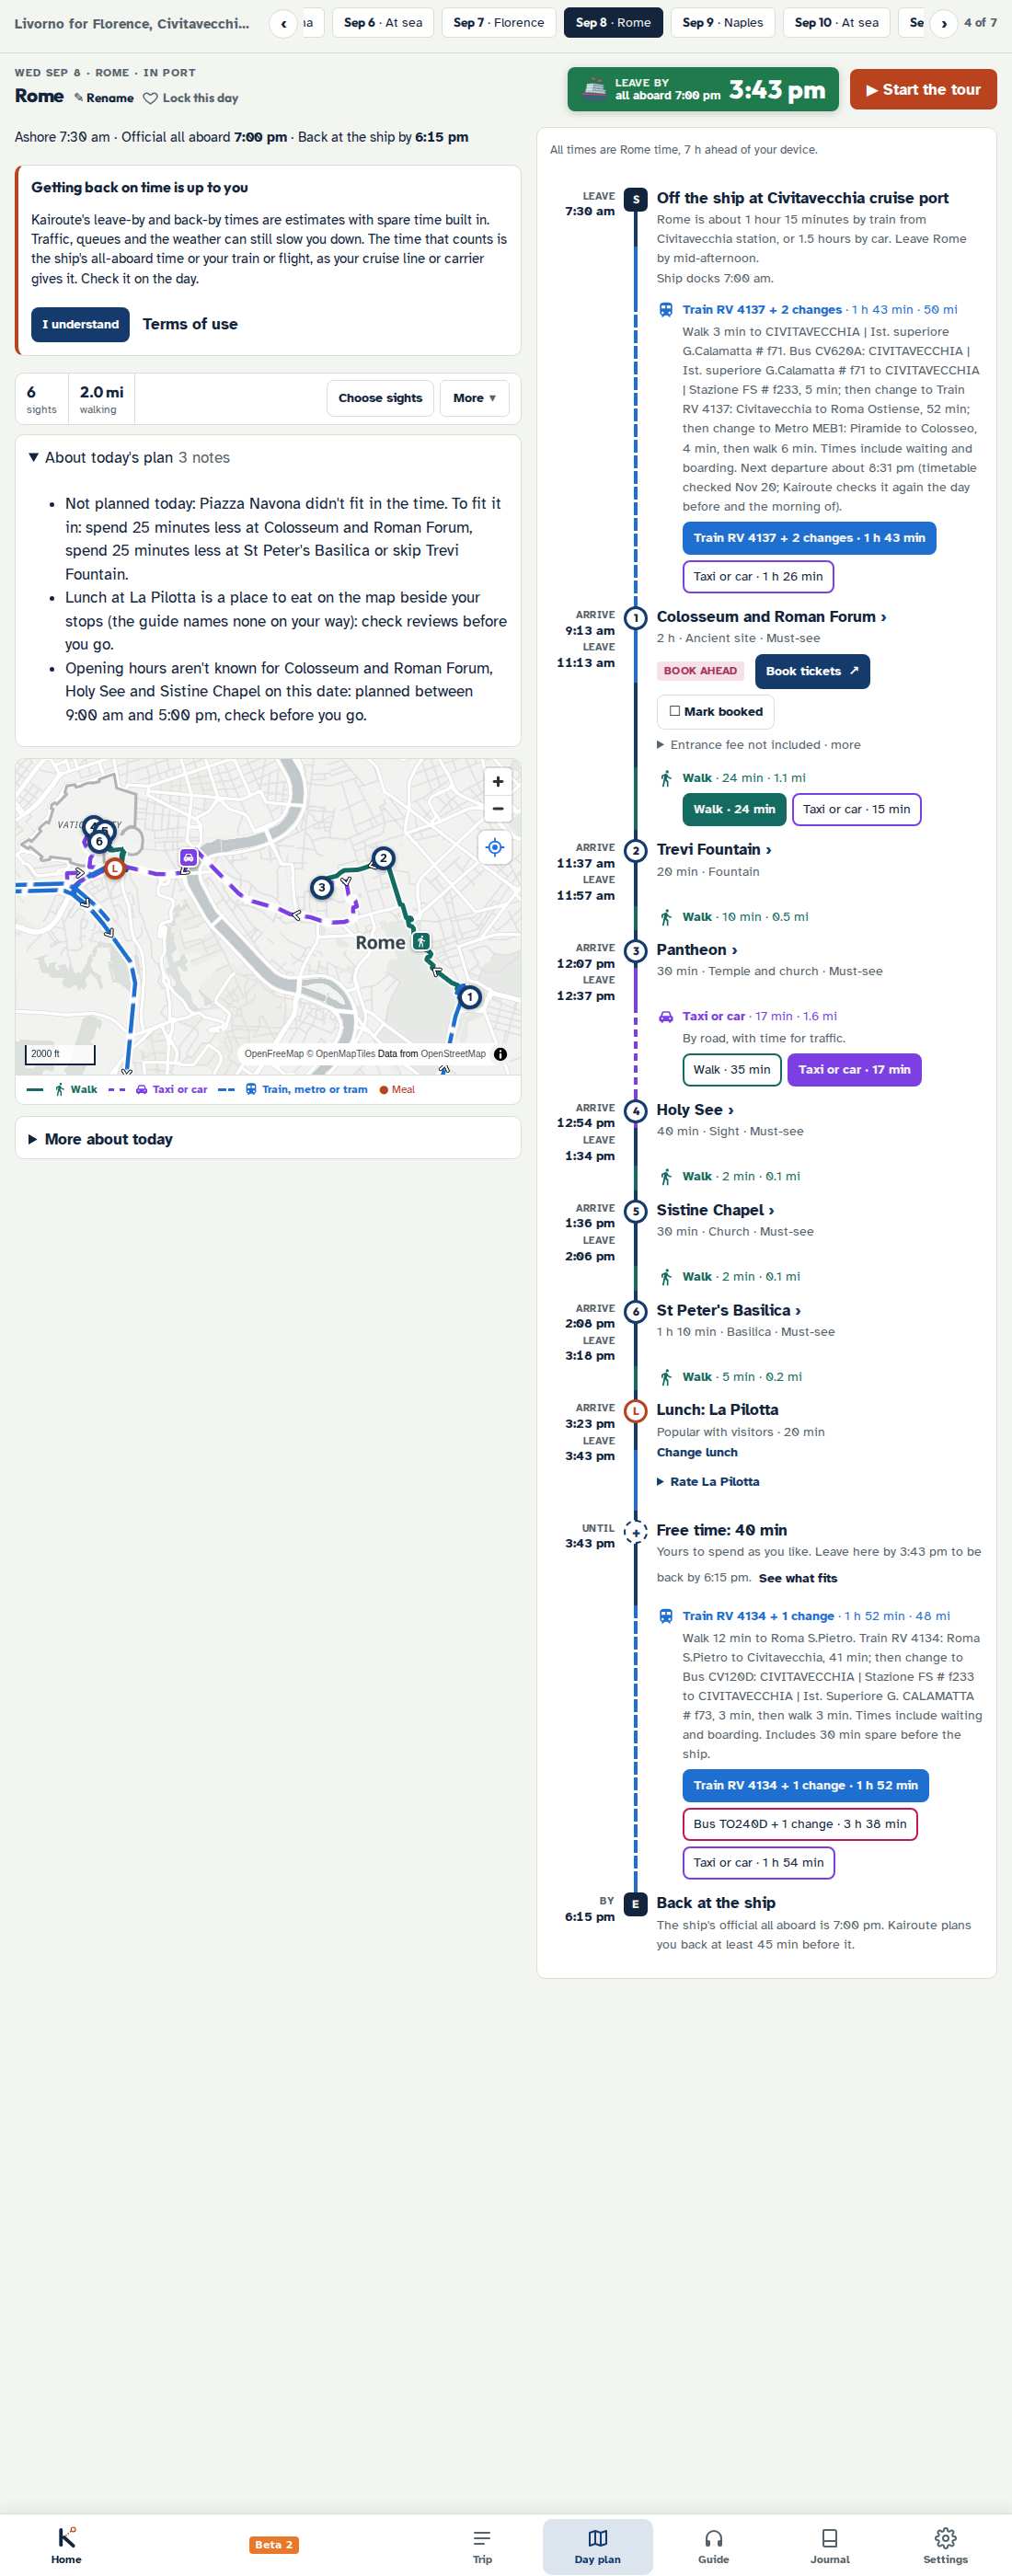 Livorno for Florence, Civitavecchi...
‹
na
Sep 6 · At sea
Sep 7 · Florence
Sep 8 · Rome
Sep 9 · Naples
Sep 10 · At sea
Se
›
4 of 7
WED SEP 8 · ROME · IN PORT
Rome ✎ Rename ♡ Lock this day
LEAVE BY
all aboard 7:00 pm
3:43 pm
▶ Start the tour
Ashore 7:30 am · Official all aboard 7:00 pm · Back at the ship by 6:15 pm
Getting back on time is up to you
Kairoute's leave-by and back-by times are estimates with spare time built in.
Traffic, queues and the weather can still slow you down. The time that counts is
the ship's all-aboard time or your train or flight, as your cruise line or carrier
gives it. Check it on the day.
I understand
Terms of use
6
sights
2.0 mi
walking
Choose sights
More ▼
▼ About today's plan 3 notes
• Not planned today: Piazza Navona didn't fit in the time. To fit it
in: spend 25 minutes less at Colosseum and Roman Forum,
spend 25 minutes less at St Peter's Basilica or skip Trevi
Fountain.
• Lunch at La Pilotta is a place to eat on the map beside your
stops (the guide names none on your way): check reviews before
you go.
• Opening hours aren't known for Colosseum and Roman Forum,
Holy See and Sistine Chapel on this date: planned between
9:00 am and 5:00 pm, check before you go.
+
−
4
5
6
L
2
3
Rome
1
2000 ft
OpenFreeMap © OpenMapTiles Data from OpenStreetMap
Walk
Taxi or car
Train, metro or tram
Meal
▶ More about today
All times are Rome time, 7 h ahead of your device.
LEAVE
7:30 am
S
Off the ship at Civitavecchia cruise port
Rome is about 1 hour 15 minutes by train from
Civitavecchia station, or 1.5 hours by car. Leave Rome
by mid-afternoon.
Ship docks 7:00 am.
Train RV 4137 + 2 changes · 1 h 43 min · 50 mi
Walk 3 min to CIVITAVECCHIA | Ist. superiore
G.Calamatta # f71. Bus CV620A: CIVITAVECCHIA |
Ist. superiore G.Calamatta # f71 to CIVITAVECCHIA
| Stazione FS # f233, 5 min; then change to Train
RV 4137: Civitavecchia to Roma Ostiense, 52 min;
then change to Metro MEB1: Piramide to Colosseo,
4 min, then walk 6 min. Times include waiting and
boarding. Next departure about 8:31 pm (timetable
checked Nov 20; Kairoute checks it again the day
before and the morning of).
Train RV 4137 + 2 changes · 1 h 43 min
Taxi or car · 1 h 26 min
ARRIVE
9:13 am
LEAVE
11:13 am
1
Colosseum and Roman Forum ›
2 h · Ancient site · Must-see
BOOK AHEAD
Book tickets ↗
☐ Mark booked
▶ Entrance fee not included · more
Walk · 24 min · 1.1 mi
Walk · 24 min
Taxi or car · 15 min
ARRIVE
11:37 am
LEAVE
11:57 am
2
Trevi Fountain ›
20 min · Fountain
Walk · 10 min · 0.5 mi
ARRIVE
12:07 pm
LEAVE
12:37 pm
3
Pantheon ›
30 min · Temple and church · Must-see
Taxi or car · 17 min · 1.6 mi
By road, with time for traffic.
Walk · 35 min
Taxi or car · 17 min
ARRIVE
12:54 pm
LEAVE
1:34 pm
4
Holy See ›
40 min · Sight · Must-see
Walk · 2 min · 0.1 mi
ARRIVE
1:36 pm
LEAVE
2:06 pm
5
Sistine Chapel ›
30 min · Church · Must-see
Walk · 2 min · 0.1 mi
ARRIVE
2:08 pm
LEAVE
3:18 pm
6
St Peter's Basilica ›
1 h 10 min · Basilica · Must-see
Walk · 5 min · 0.2 mi
ARRIVE
3:23 pm
LEAVE
3:43 pm
L
Lunch: La Pilotta
Popular with visitors · 20 min
Change lunch
▶ Rate La Pilotta
UNTIL
3:43 pm
+
Free time: 40 min
Yours to spend as you like. Leave here by 3:43 pm to be
back by 6:15 pm. See what fits
Train RV 4134 + 1 change · 1 h 52 min · 48 mi
Walk 12 min to Roma S.Pietro. Train RV 4134: Roma
S.Pietro to Civitavecchia, 41 min; then change to
Bus CV120D: CIVITAVECCHIA | Stazione FS # f233
to CIVITAVECCHIA | Ist. Superiore G. CALAMATTA
# f73, 3 min, then walk 3 min. Times include waiting
and boarding. Includes 30 min spare before the
ship.
Train RV 4134 + 1 change · 1 h 52 min
Bus TO240D + 1 change · 3 h 38 min
Taxi or car · 1 h 54 min
BY
6:15 pm
E
Back at the ship
The ship's official all aboard is 7:00 pm. Kairoute plans
you back at least 45 min before it.
Home
Beta 2
Trip
Day plan
Guide
Journal
Settings